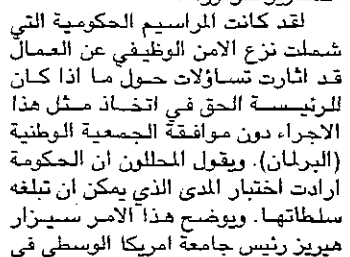 لقد كانت المراسيم الحكومية التي
شملت نزع الامن الوظيفي عن العمال
قد اثارت تساؤلات حول ما اذا كان
للرئيسة الحق في اتخاذ مثل هذا
الاجراء دون موافقة الجمعية الوطنية
(البرلمان). ويقول المحللون ان الحكومة
ارادت اختبار المدى الذي يمكن ان تبلغه
سلطاتها. ويوضح هذا الامر سيزار
هيريز رئيس جامعة امريكا الوسطى في